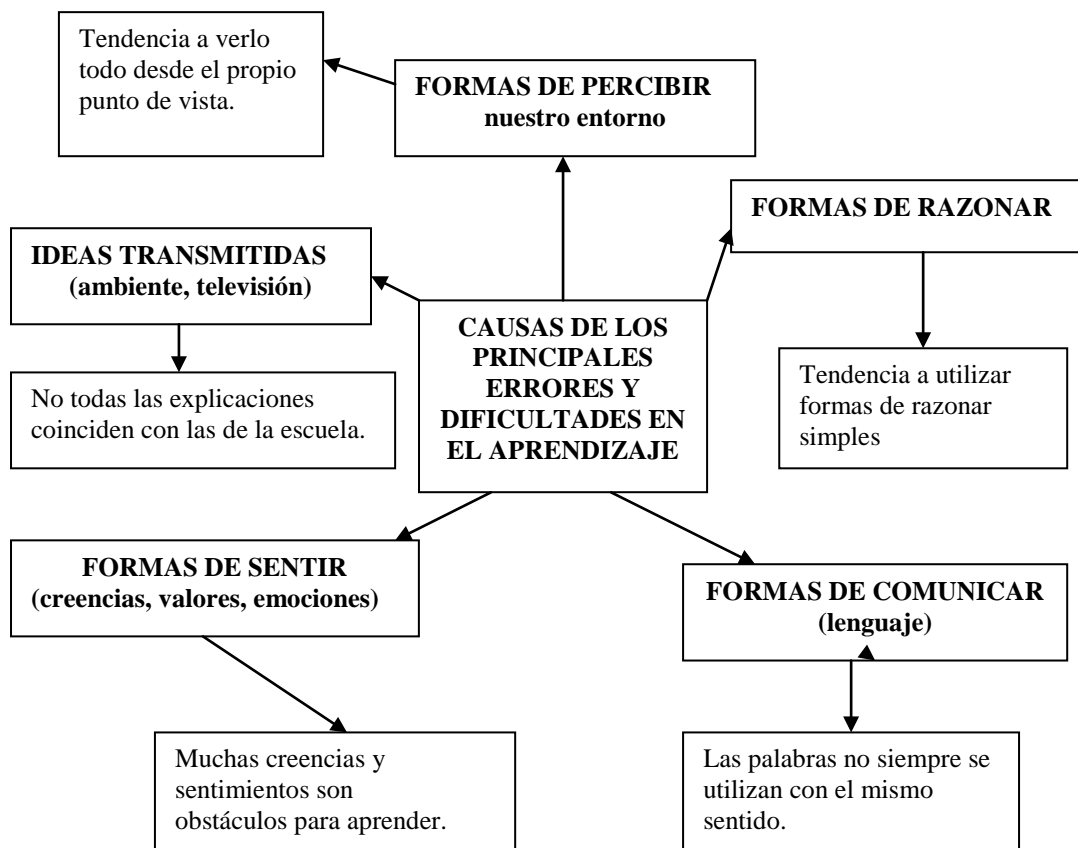 Tendencia a verlo
todo desde el propio
punto de vista.
FORMAS DE PERCIBIR
nuestro entorno
FORMAS DE RAZONAR
IDEAS TRANSMITIDAS
(ambiente, televisión)
CAUSAS DE LOS
PRINCIPALES
ERRORES Y
DIFICULTADES EN
EL APRENDIZAJE
No todas las explicaciones
coinciden con las de la escuela.
Tendencia a utilizar
formas de razonar
simples
FORMAS DE SENTIR
(creencias, valores, emociones)
FORMAS DE COMUNICAR
(lenguaje)
Muchas creencias y
sentimientos son
obstáculos para aprender.
Las palabras no siempre se
utilizan con el mismo
sentido.